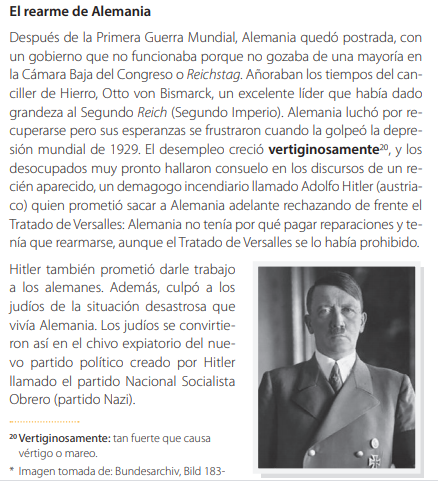 El rearme de Alemania
Después de la Primera Guerra Mundial, Alemania quedó postrada, con
un gobierno que no funcionaba porque no gozaba de una mayoría en
la Cámara Baja del Congreso o Reichstag. Añoraban los tiempos del can-
ciller de Hierro, Otto von Bismarck, un excelente líder que había dado
grandeza al Segundo Reich (Segundo Imperio). Alemania luchó por re-
cuperarse pero sus esperanzas se frustraron cuando la golpeó la depre-
sión mundial de 1929. El desempleo creció vertiginosamente²⁰, y los
desocupados muy pronto hallaron consuelo en los discursos de un re-
cién aparecido, un demagogo incendiario llamado Adolfo Hitler (austria-
co) quien prometió sacar a Alemania adelante rechazando de frente el
Tratado de Versalles: Alemania no tenía por qué pagar reparaciones y te-
nía que rearmarse, aunque el Tratado de Versalles se lo había prohibido.
Hitler también prometió darle trabajo
a los alemanes. Además, culpó a los
judíos de la situación desastrosa que
vivía Alemania. Los judíos se convirtie-
ron así en el chivo expiatorio del nue-
vo partido político creado por Hitler
llamado el partido Nacional Socialista
Obrero (partido Nazi).
²⁰ Vertiginosamente: tan fuerte que causa
vértigo o mareo.
* Imagen tomada de: Bundesarchiv, Bild 183-